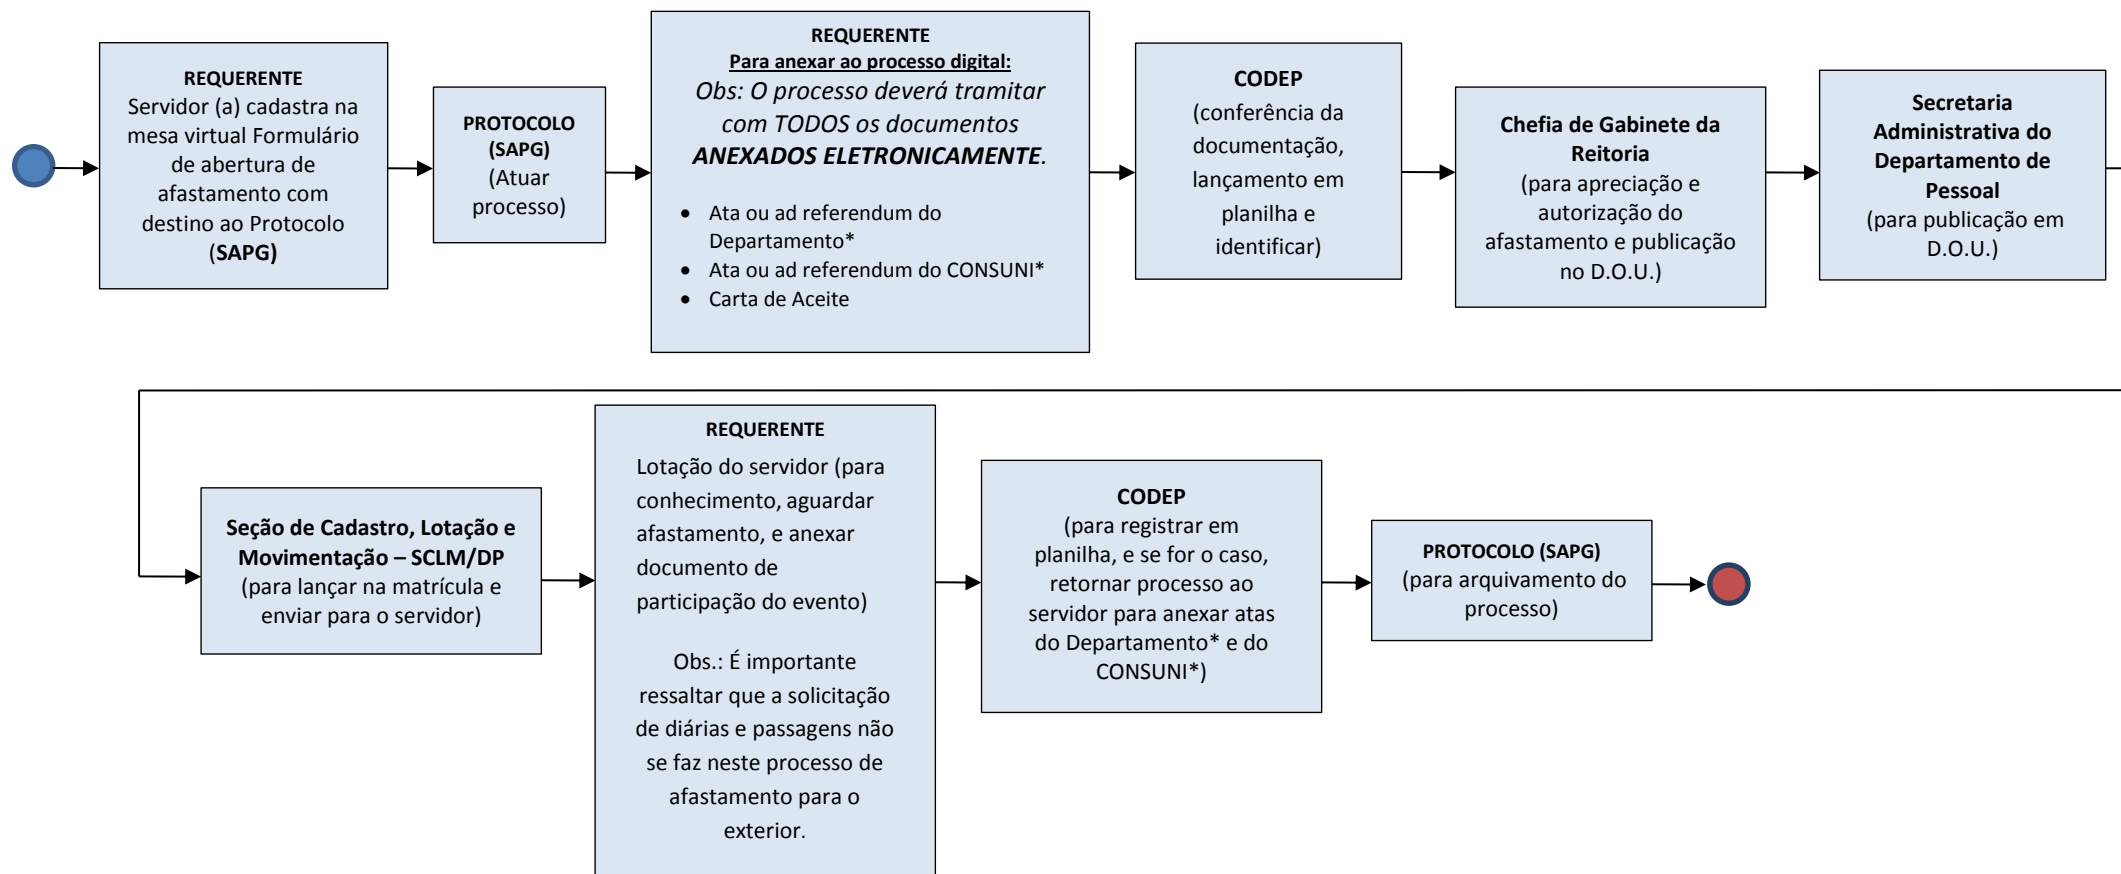 REQUERENTE
Servidor (a) cadastra na
mesa virtual Formulário
de abertura de
afastamento com
destino ao Protocolo
(SAPG)
PROTOCOLO
(SAPG)
(Atuar
processo)
REQUERENTE
Para anexar ao processo digital:
Obs: O processo deverá tramitar
com TODOS os documentos
ANEXADOS ELETRONICAMENTE.
• Ata ou ad referendum do
Departamento*
• Ata ou ad referendum do CONSUNI*
• Carta de Aceite
CODEP
(conferência da
documentação,
lançamento em
planilha e
identificar)
Chefia de Gabinete da
Reitoria
(para apreciação e
autorização do
afastamento e publicação
no D.O.U.)
Secretaria
Administrativa do
Departamento de
Pessoal
(para publicação em
D.O.U.)
Seção de Cadastro, Lotação e
Movimentação – SCLM/DP
(para lançar na matrícula e
enviar para o servidor)
REQUERENTE
Lotação do servidor (para
conhecimento, aguardar
afastamento, e anexar
documento de
participação do evento)
Obs.: É importante
ressaltar que a solicitação
de diárias e passagens não
se faz neste processo de
afastamento para o
exterior.
CODEP
(para registrar em
planilha, e se for o caso,
retornar processo ao
servidor para anexar atas
do Departamento* e do
CONSUNI*)
PROTOCOLO (SAPG)
(para arquivamento do
processo)